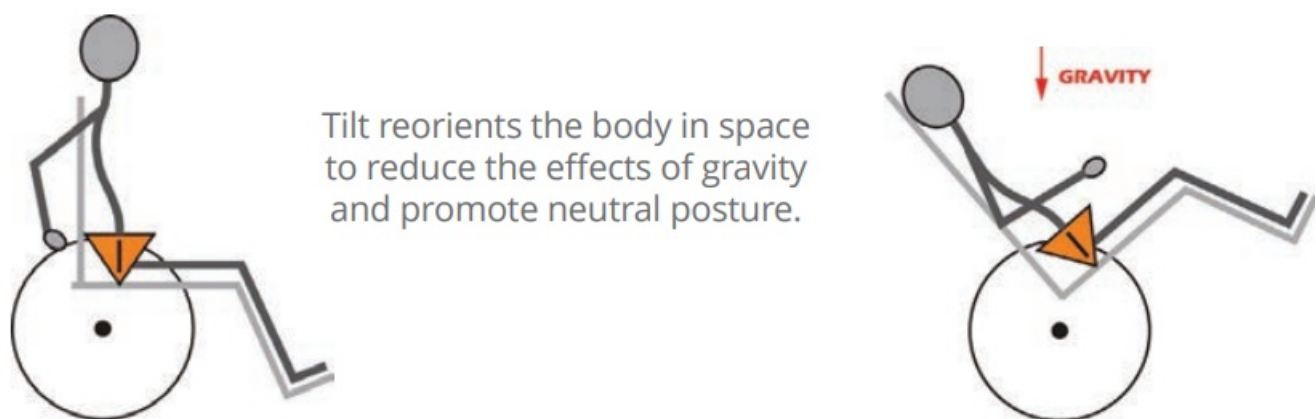 Tilt reorients the body in space
to reduce the effects of gravity
and promote neutral posture.
GRAVITY